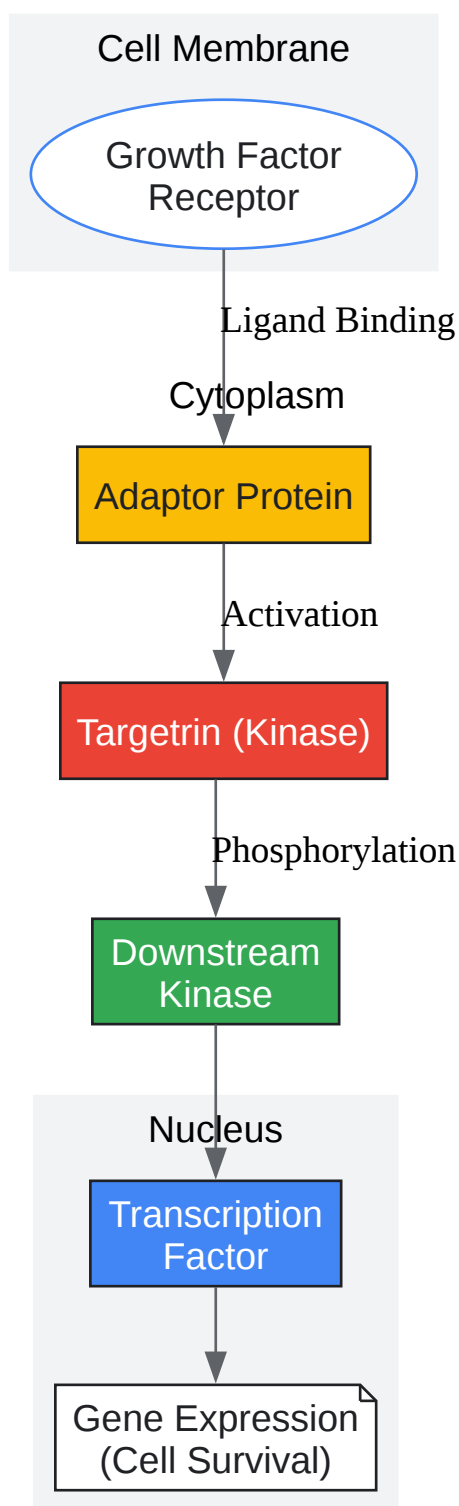 Cell Membrane
Growth Factor
Receptor
Ligand Binding
Cytoplasm
Adaptor Protein
Activation
Targetrin (Kinase)
Phosphorylation
Downstream
Kinase
Nucleus
Transcription
Factor
Gene Expression
(Cell Survival)